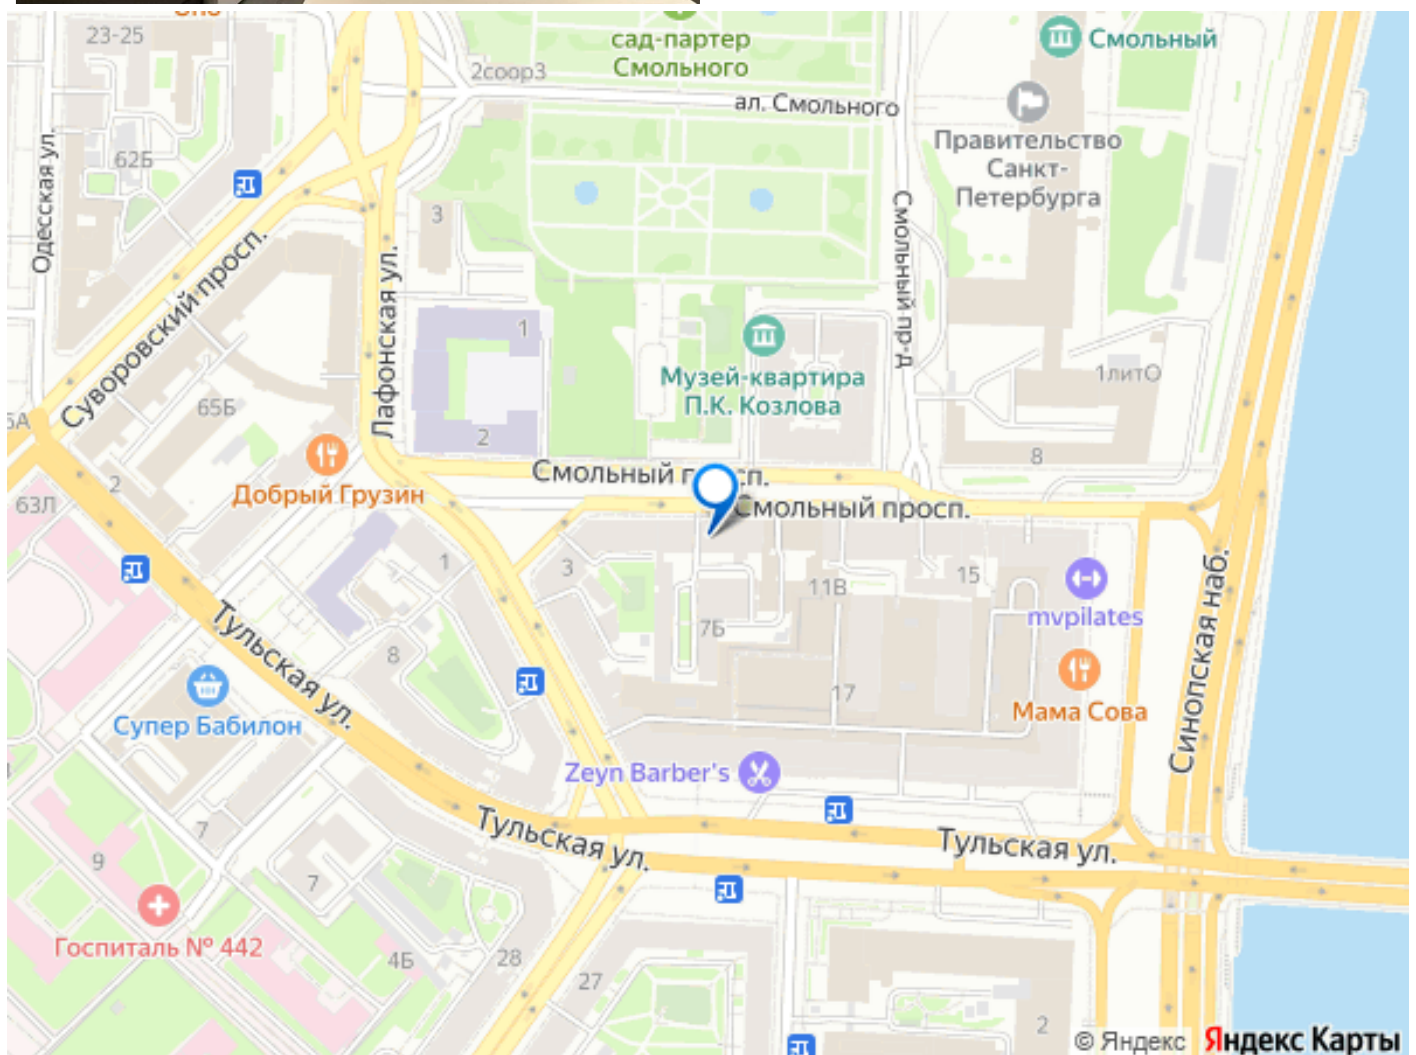 23-25
2соор3
сад-партер
Смольного
Смольный
ал. Смольного
Правительство
Санкт-
Петербурга
Одесская ул.
62Б
3
Смольный пр-д
Суворовский просп.
Лафонская ул.
1
Музей-квартира
П.К. Козлова
1литО
65Б
2
8
2
Добрый Грузин
Смольный просп.
Смольный просп.
63Л
1
3
11В
15
mvpilates
Синопская наб.
Тульская ул.
7Б
8
17
Мама Сова
Супер Бабилон
Zeyn Barber's
7
Тульская ул.
Тульская ул.
9
7
Госпиталь № 442
4Б
28
27
2
© Яндекс Яндекс Карты